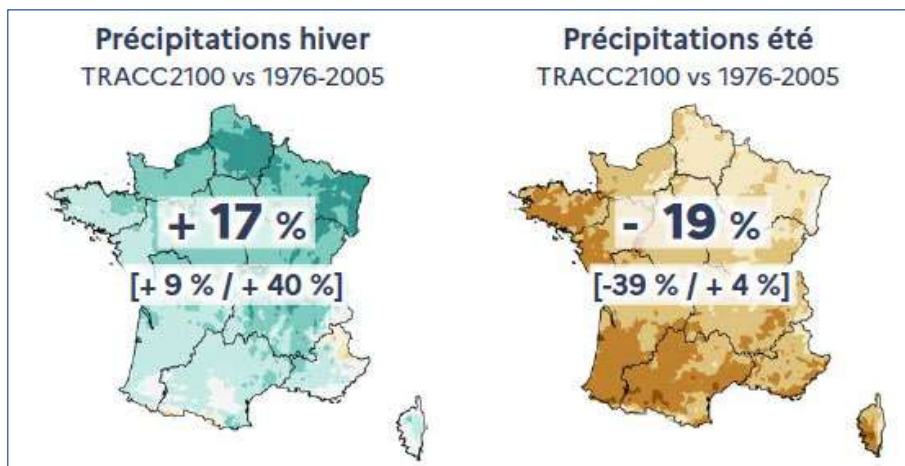 Précipitations hiver
TRACC2100 vs 1976-2005
+ 17 %
[+ 9 % / + 40 %]
Précipitations été
TRACC2100 vs 1976-2005
- 19 %
[-39 % / + 4 %]